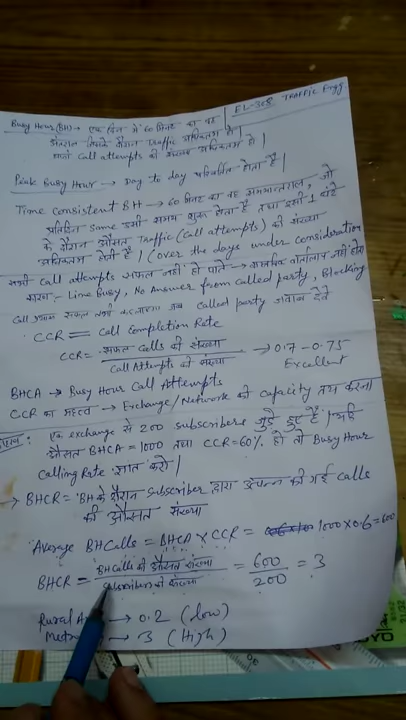 EL-308 TRAFFIC Engg
Busy Hour (BH) → एक दिन में 60 मिनट का वह
अंतराल जिसके दौरान Traffic अधिकतम हो
call attempts की संख्या अधिकतम हो |
Peak Busy Hour → Day to day परिवर्तित होता है |
Time Consistent BH → 60 मिनट का वह समयान्तराल, जो
प्रतिदिन same उसी समय शुरू होता है तथा इसी 1 घंटे
के दौरान औसत Traffic (call attempts) की संख्या
अधिकतम होती है | (over the days under consideration
सभी call attempts सफल नहीं हो पाते → वास्तविक वार्तालाप नहीं होता
कारण - Line Busy, No Answer from called party, Blocking
call प्रयास सफल तभी कहलाएगा जब called party जवाब देते
CCR = Call Completion Rate
CCR = सफल calls की संख्या / Call Attempts की संख्या → 0.7 - 0.75
Excellent
BHCA → Busy Hour Call Attempts
CCR का महत्व → Exchange/Network की capacity तय करना
एक exchange से 200 subscribers जुड़े हुए हैं | यदि
औसत BHCA = 1000 तथा CCR = 60% हो तो Busy Hour
Calling Rate ज्ञात करो |
→ BHCR = BH के दौरान subscriber द्वारा उत्पन्न की गई calls
की औसत संख्या
Average BHCalls = BHCA X CCR = 1000 X 0.6 = 600
BHCR = BHCalls की औसत संख्या / Subscribers की संख्या = 600 / 200 = 3
Rural → 0.2 (low)
Metro → 3 (High)